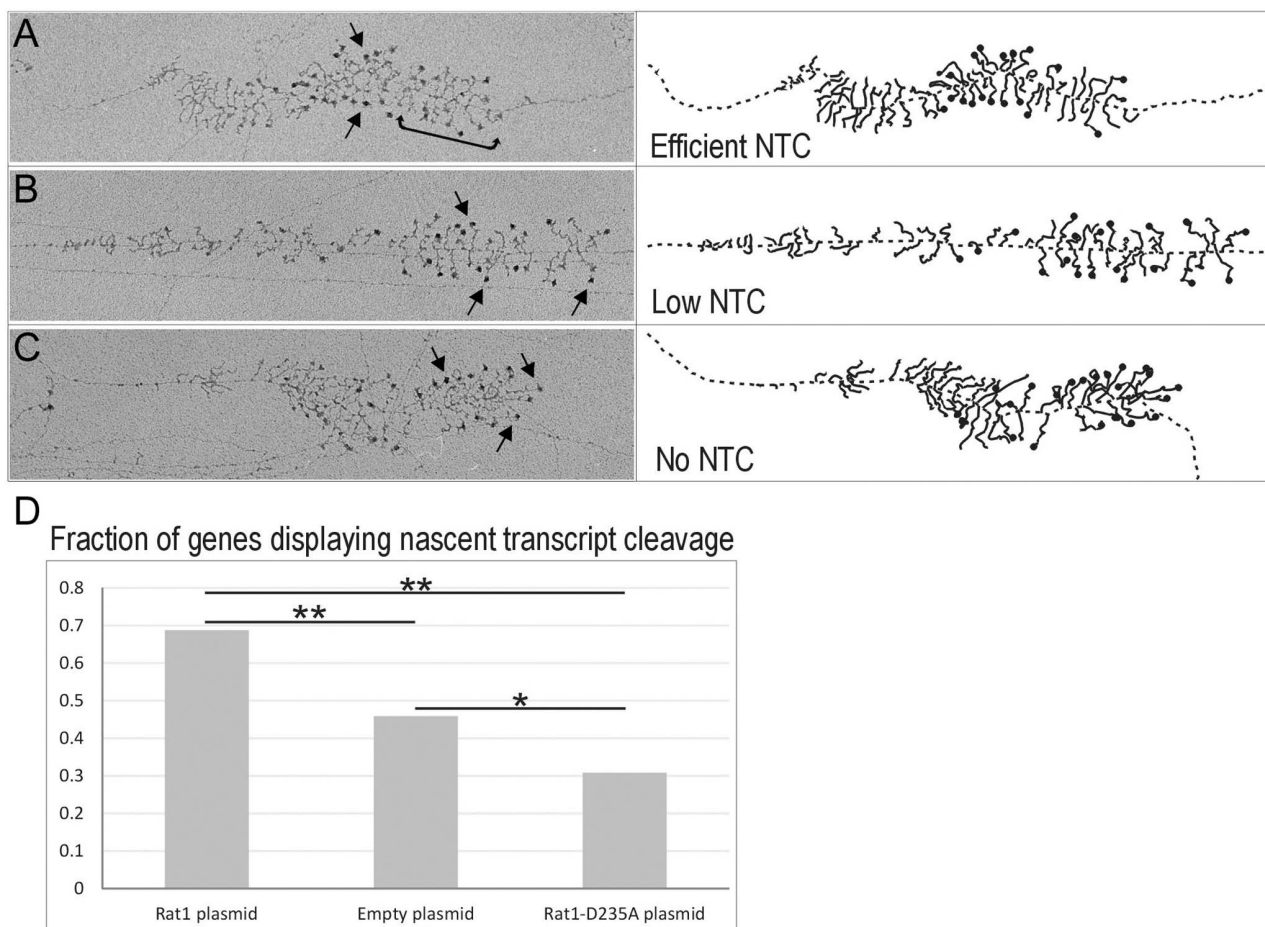 A
Efficient NTC
B
Low NTC
C
No NTC
D
Fraction of genes displaying nascent transcript cleavage
0.8
**
0.7
**
0.6
0.5
*
0.4
0.3
0.2
0.1
0
Rat1 plasmid Empty plasmid Rat1-D235A plasmid